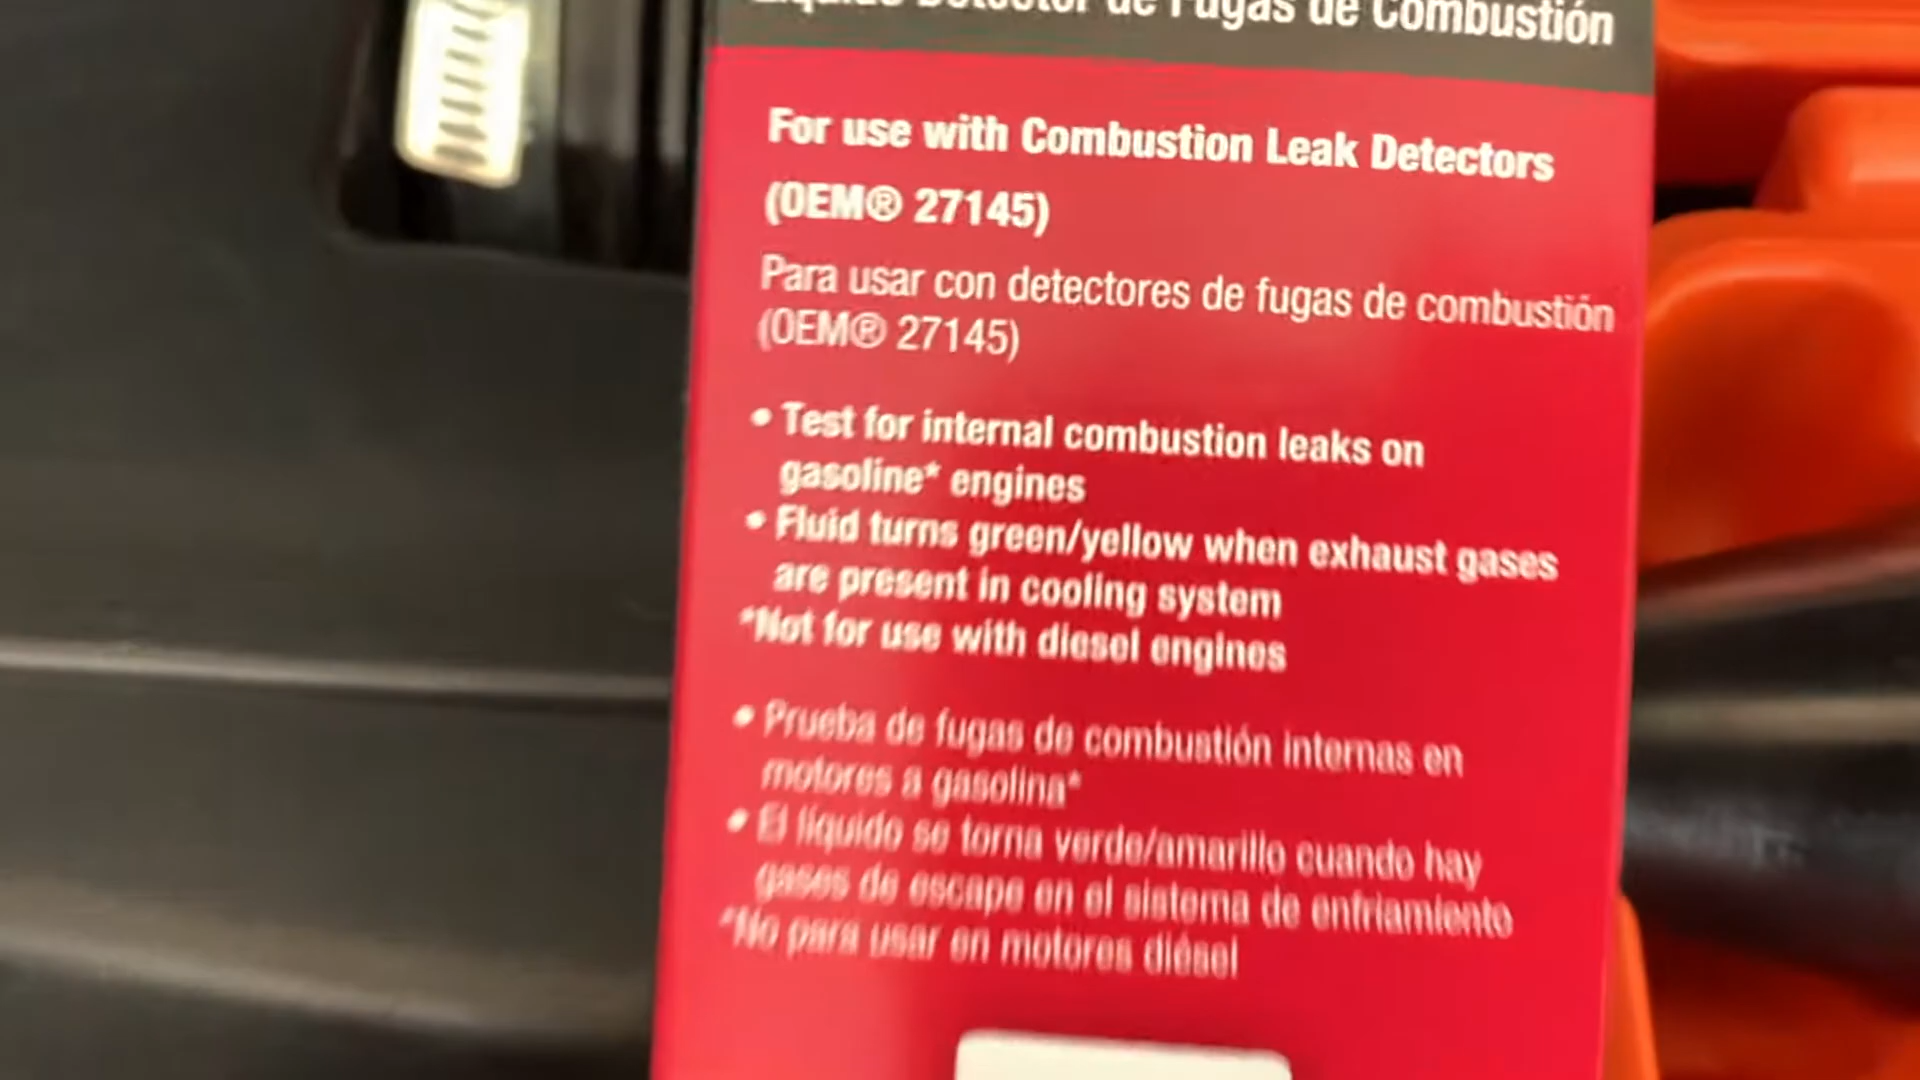 Líquido Detector de Fugas de Combustión
For use with Combustion Leak Detectors
(OEM® 27145)
Para usar con detectores de fugas de combustión
(OEM® 27145)
• Test for internal combustion leaks on
gasoline* engines
• Fluid turns green/yellow when exhaust gases
are present in cooling system
*Not for use with diesel engines
• Prueba de fugas de combustión internas en
motores a gasolina*
• El líquido se torna verde/amarillo cuando hay
gases de escape en el sistema de enfriamiento
*No para usar en motores diésel